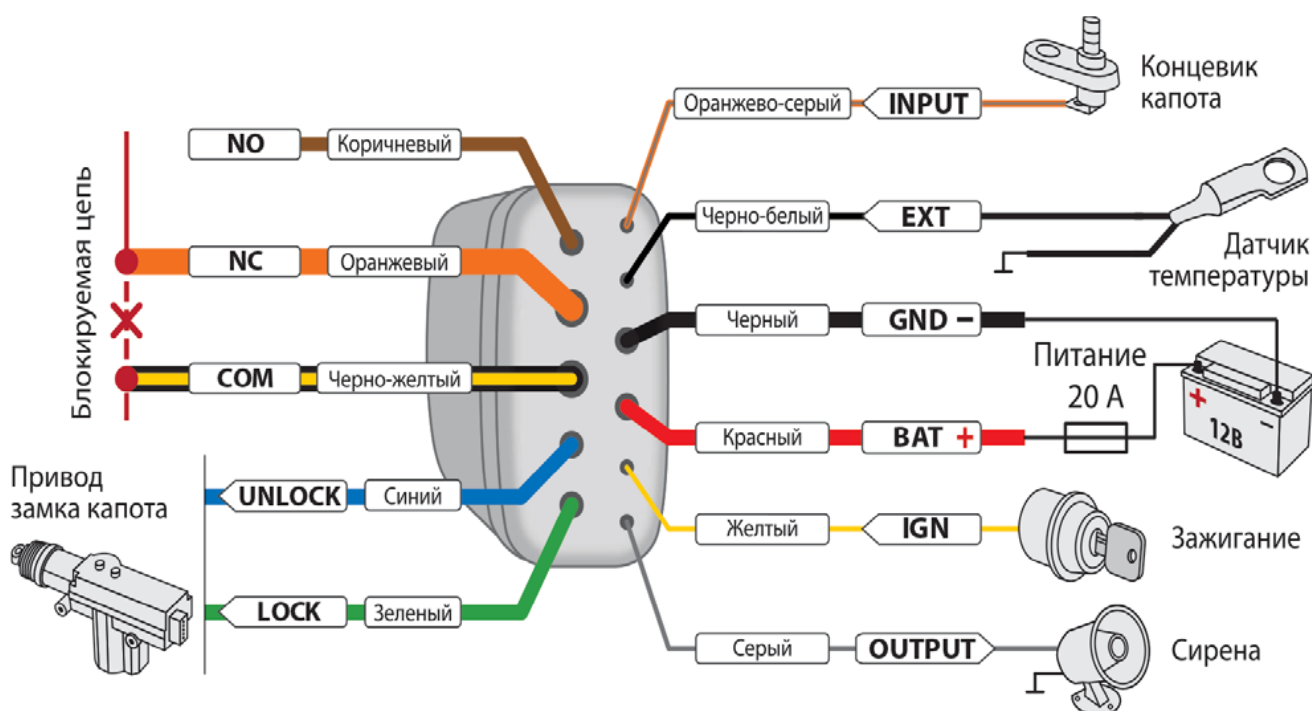 Блокируемая цепь
NO
Коричневый
NC
Оранжевый
COM
Черно-желтый
Привод
замка капота
UNLOCK
Синий
LOCK
Зеленый
Оранжево-серый
INPUT
Концевик
капота
Черно-белый
EXT
Датчик
температуры
Черный
GND −
Питание
20 А
Красный
BAT +
+
−
12В
Желтый
IGN
Зажигание
Серый
OUTPUT
Сирена